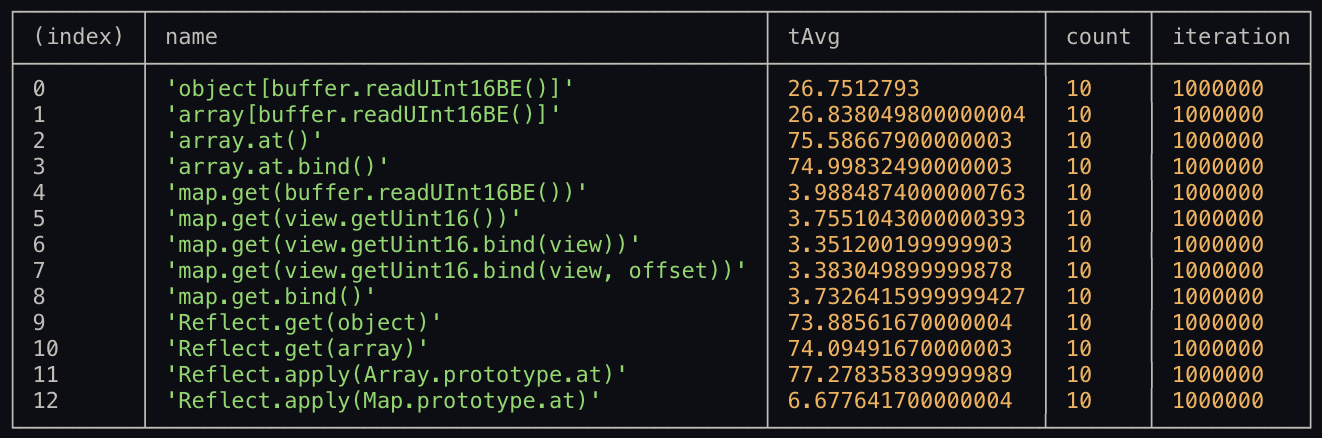 (index) name tAvg count iteration
0 'object[buffer.readUInt16BE()]' 26.7512793 10 1000000
1 'array[buffer.readUInt16BE()]' 26.838049800000004 10 1000000
2 'array.at()' 75.58667900000003 10 1000000
3 'array.at.bind()' 74.99832490000003 10 1000000
4 'map.get(buffer.readUInt16BE())' 3.9884874000000763 10 1000000
5 'map.get(view.getUint16())' 3.7551043000000393 10 1000000
6 'map.get(view.getUint16.bind(view))' 3.351200199999903 10 1000000
7 'map.get(view.getUint16.bind(view, offset))' 3.383049899999878 10 1000000
8 'map.get.bind()' 3.7326415999999427 10 1000000
9 'Reflect.get(object)' 73.88561670000004 10 1000000
10 'Reflect.get(array)' 74.09491670000003 10 1000000
11 'Reflect.apply(Array.prototype.at)' 77.27835839999989 10 1000000
12 'Reflect.apply(Map.prototype.at)' 6.677641700000004 10 1000000